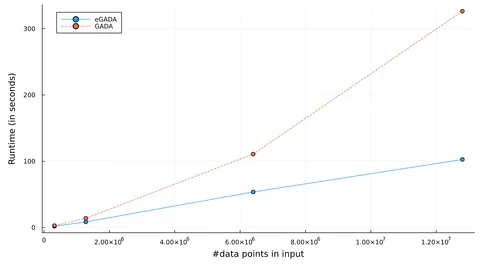 eGADA
GADA
Runtime (in seconds)
300
200
100
0
0 2.00×10⁶ 4.00×10⁶ 6.00×10⁶ 8.00×10⁶ 1.00×10⁷ 1.20×10⁷
#data points in input